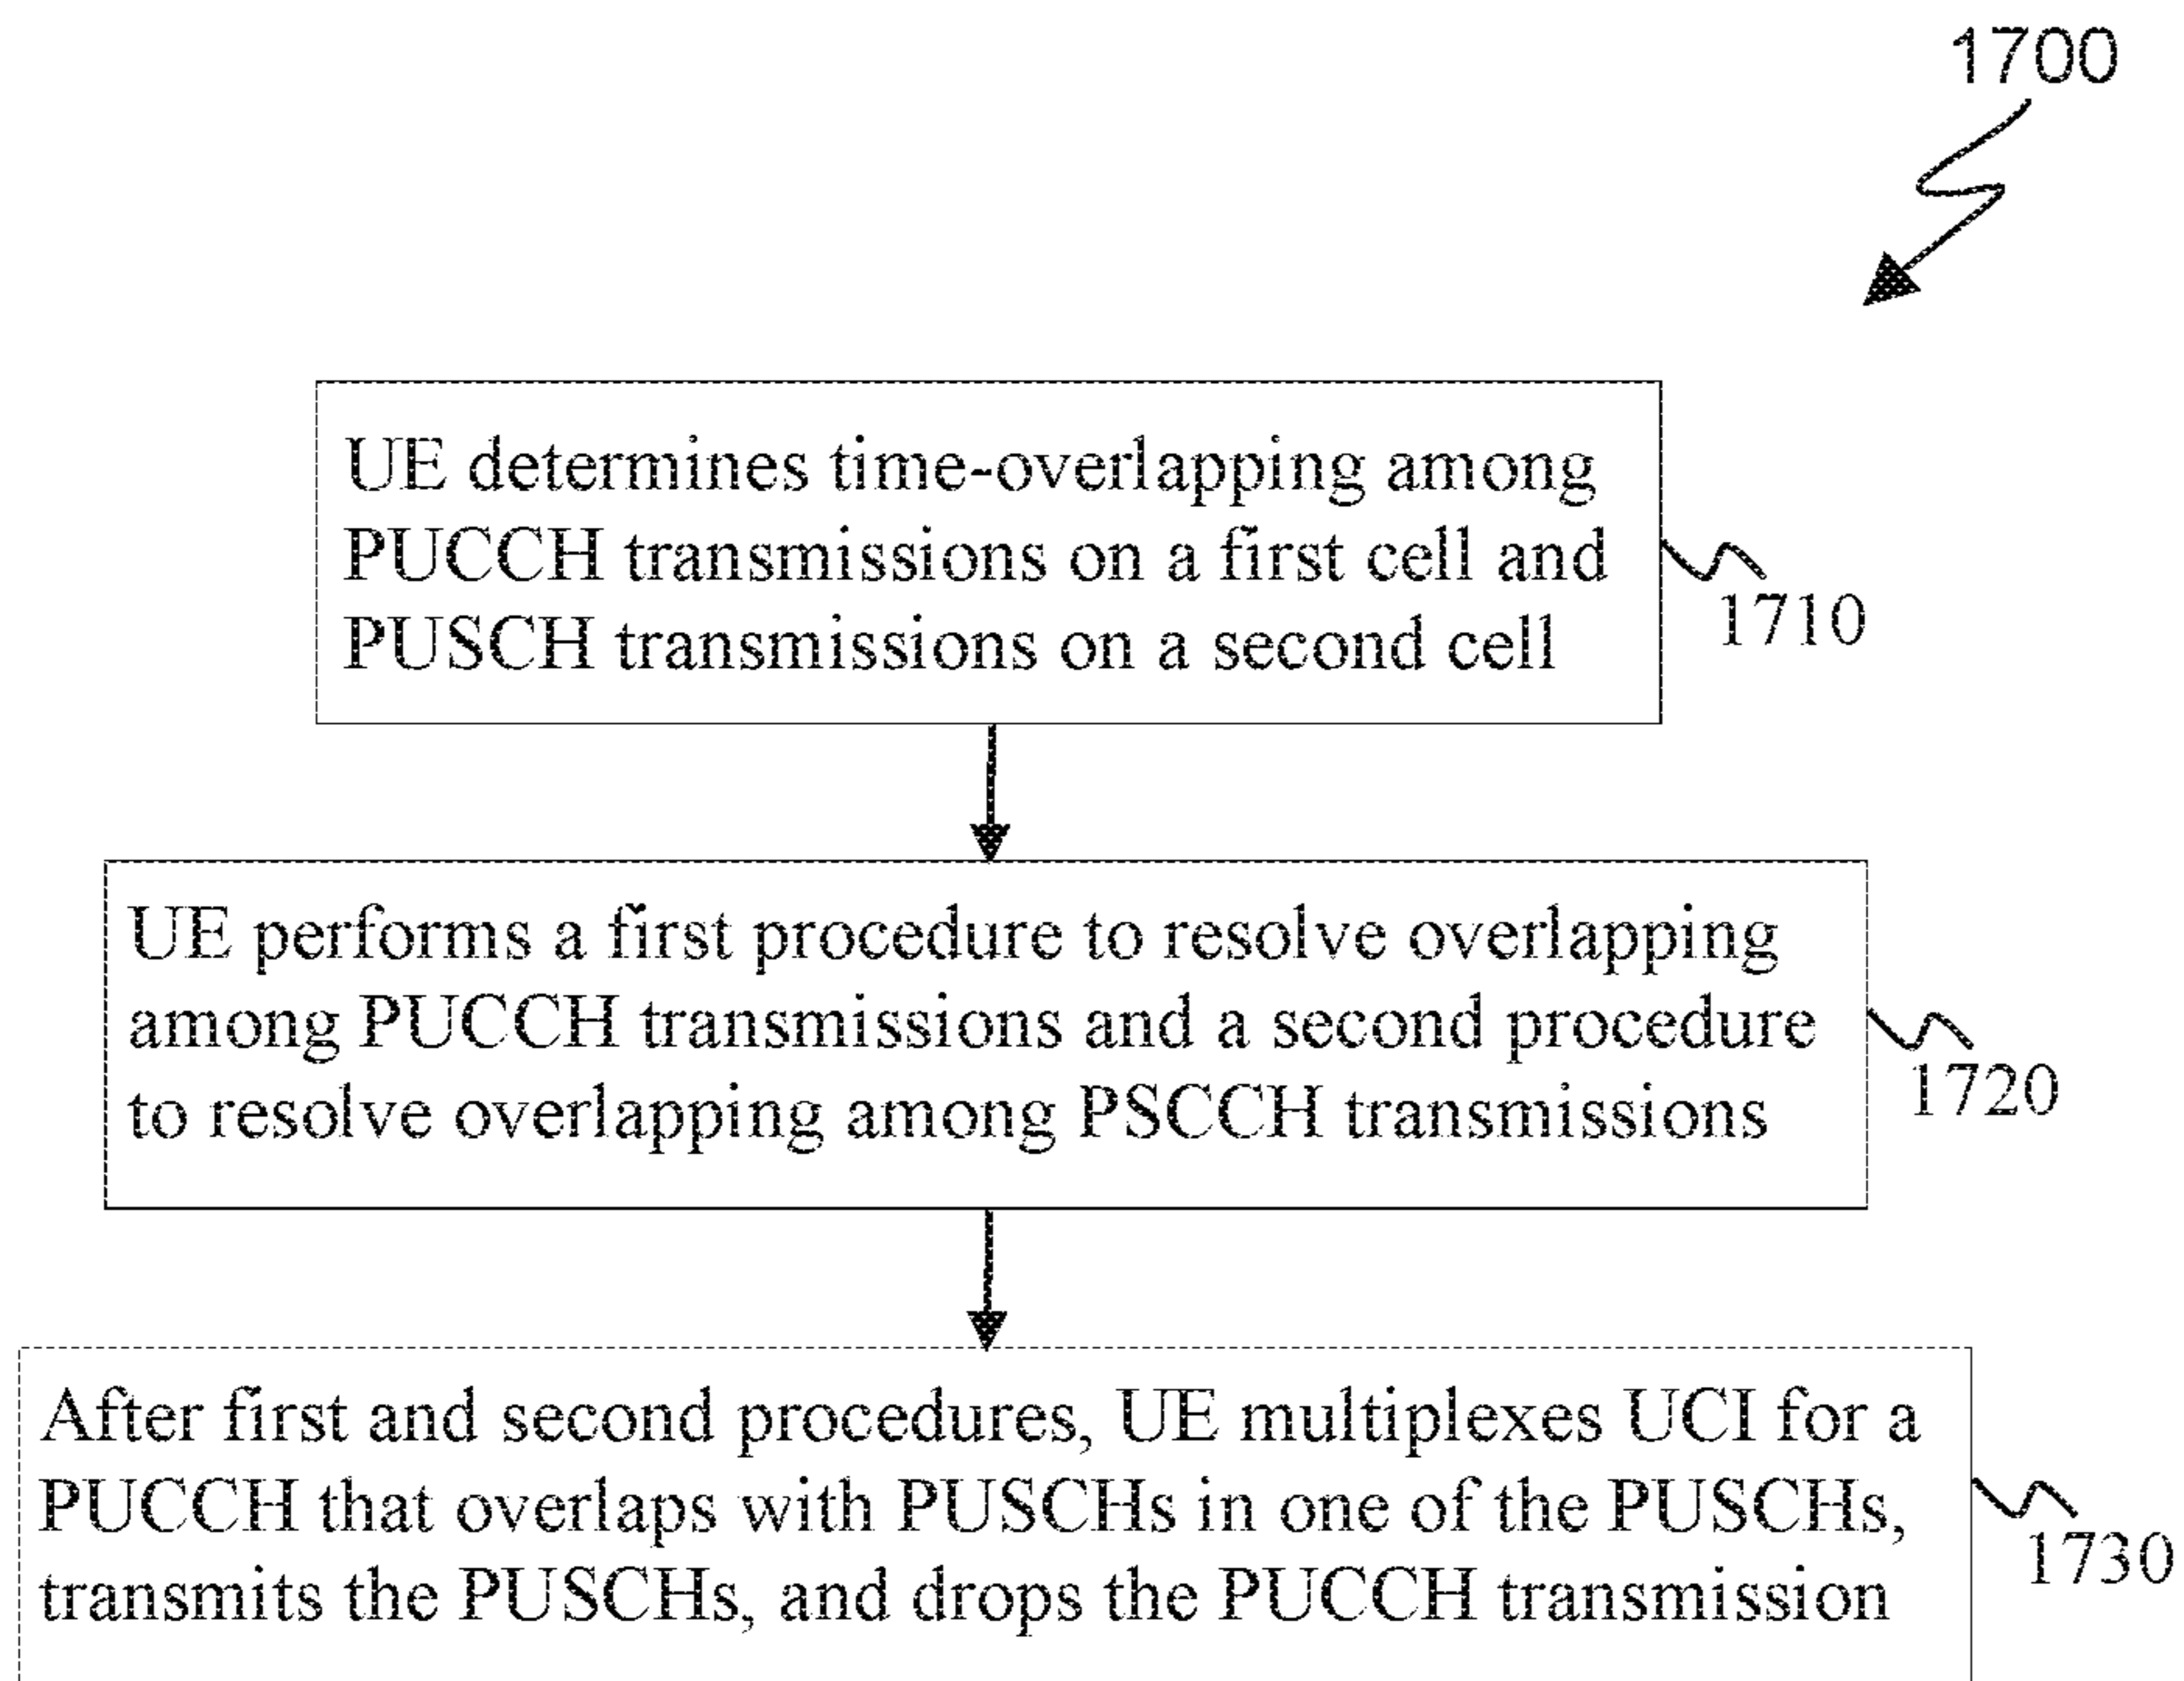 1700
UE determines time-overlapping among
PUCCH transmissions on a first cell and
PUSCH transmissions on a second cell
1710
UE performs a first procedure to resolve overlapping
among PUCCH transmissions and a second procedure
to resolve overlapping among PSCCH transmissions
1720
After first and second procedures, UE multiplexes UCI for a
PUCCH that overlaps with PUSCHs in one of the PUSCHs,
transmits the PUSCHs, and drops the PUCCH transmission
1730